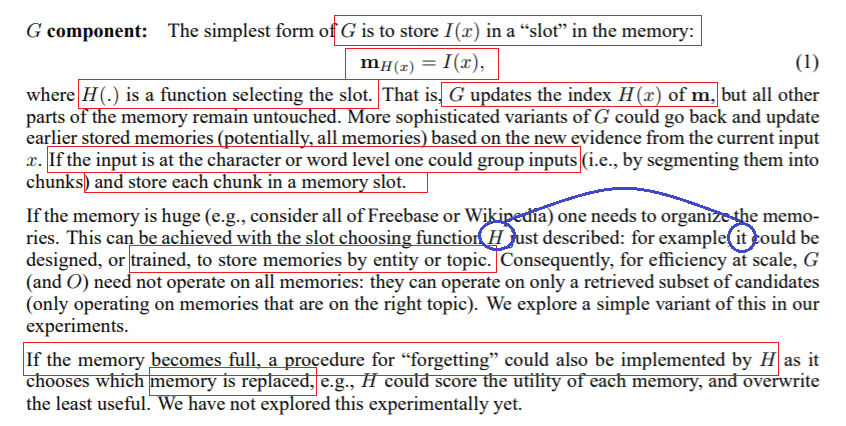 G component: The simplest form of G is to store I(x) in a “slot” in the memory:
m_{H(x)} = I(x), (1)
where H(.) is a function selecting the slot. That is, G updates the index H(x) of m, but all other
parts of the memory remain untouched. More sophisticated variants of G could go back and update
earlier stored memories (potentially, all memories) based on the new evidence from the current input
x. If the input is at the character or word level one could group inputs (i.e., by segmenting them into
chunks) and store each chunk in a memory slot.
If the memory is huge (e.g., consider all of Freebase or Wikipedia) one needs to organize the memo-
ries. This can be achieved with the slot choosing function H just described: for example, it could be
designed, or trained, to store memories by entity or topic. Consequently, for efficiency at scale, G
(and O) need not operate on all memories: they can operate on only a retrieved subset of candidates
(only operating on memories that are on the right topic). We explore a simple variant of this in our
experiments.
If the memory becomes full, a procedure for “forgetting” could also be implemented by H as it
chooses which memory is replaced, e.g., H could score the utility of each memory, and overwrite
the least useful. We have not explored this experimentally yet.